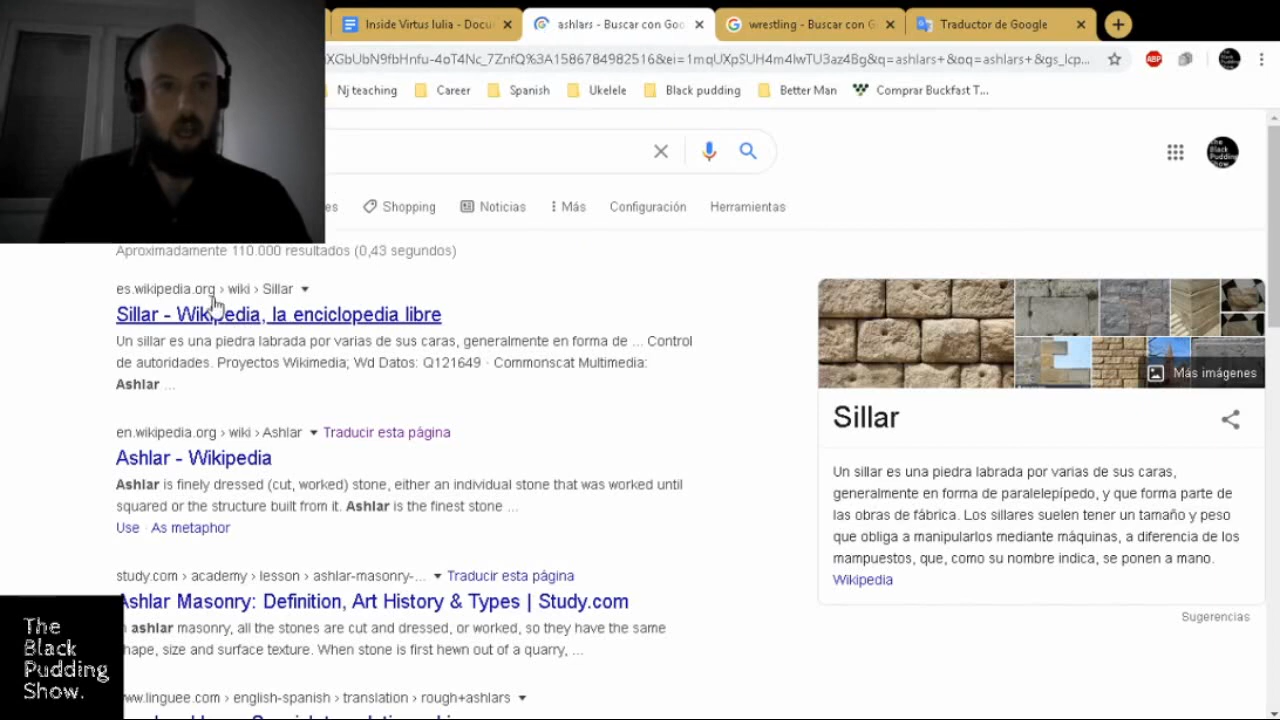 Inside Virtus Iulia - Docu
ashlars - Buscar con Goo
wrestling - Buscar con G
Traductor de Google
ABP
Nj teaching
Career
Spanish
Ukelele
Black pudding
Better Man
Comprar Buckfast T...
The Black Pudding Show.
Shopping
Noticias
Más
Configuración
Herramientas
Aproximadamente 110.000 resultados (0,43 segundos)
es.wikipedia.org › wiki › Sillar
Sillar - Wikipedia, la enciclopedia libre
Un sillar es una piedra labrada por varias de sus caras, generalmente en forma de ... Control
de autoridades. Proyectos Wikimedia; Wd Datos: Q121649 · Commonscat Multimedia:
Ashlar ...
en.wikipedia.org › wiki › Ashlar Traducir esta página
Ashlar - Wikipedia
Ashlar is finely dressed (cut, worked) stone, either an individual stone that was worked until
squared or the structure built from it. Ashlar is the finest stone ...
Use · As metaphor
study.com › academy › lesson › ashlar-masonry-... Traducir esta página
Ashlar Masonry: Definition, Art History & Types | Study.com
ashlar masonry, all the stones are cut and dressed, or worked, so they have the same
shape, size and surface texture. When stone is first hewn out of a quarry, ...
www.linguee.com › english-spanish › translation › rough+ashlars
Más imágenes
Sillar
Un sillar es una piedra labrada por varias de sus caras,
generalmente en forma de paralelepípedo, y que forma parte de
las obras de fábrica. Los sillares suelen tener un tamaño y peso
que obliga a manipularlos mediante máquinas, a diferencia de los
mampuestos, que, como su nombre indica, se ponen a mano.
Wikipedia
Sugerencias
The
Black
Pudding
Show.